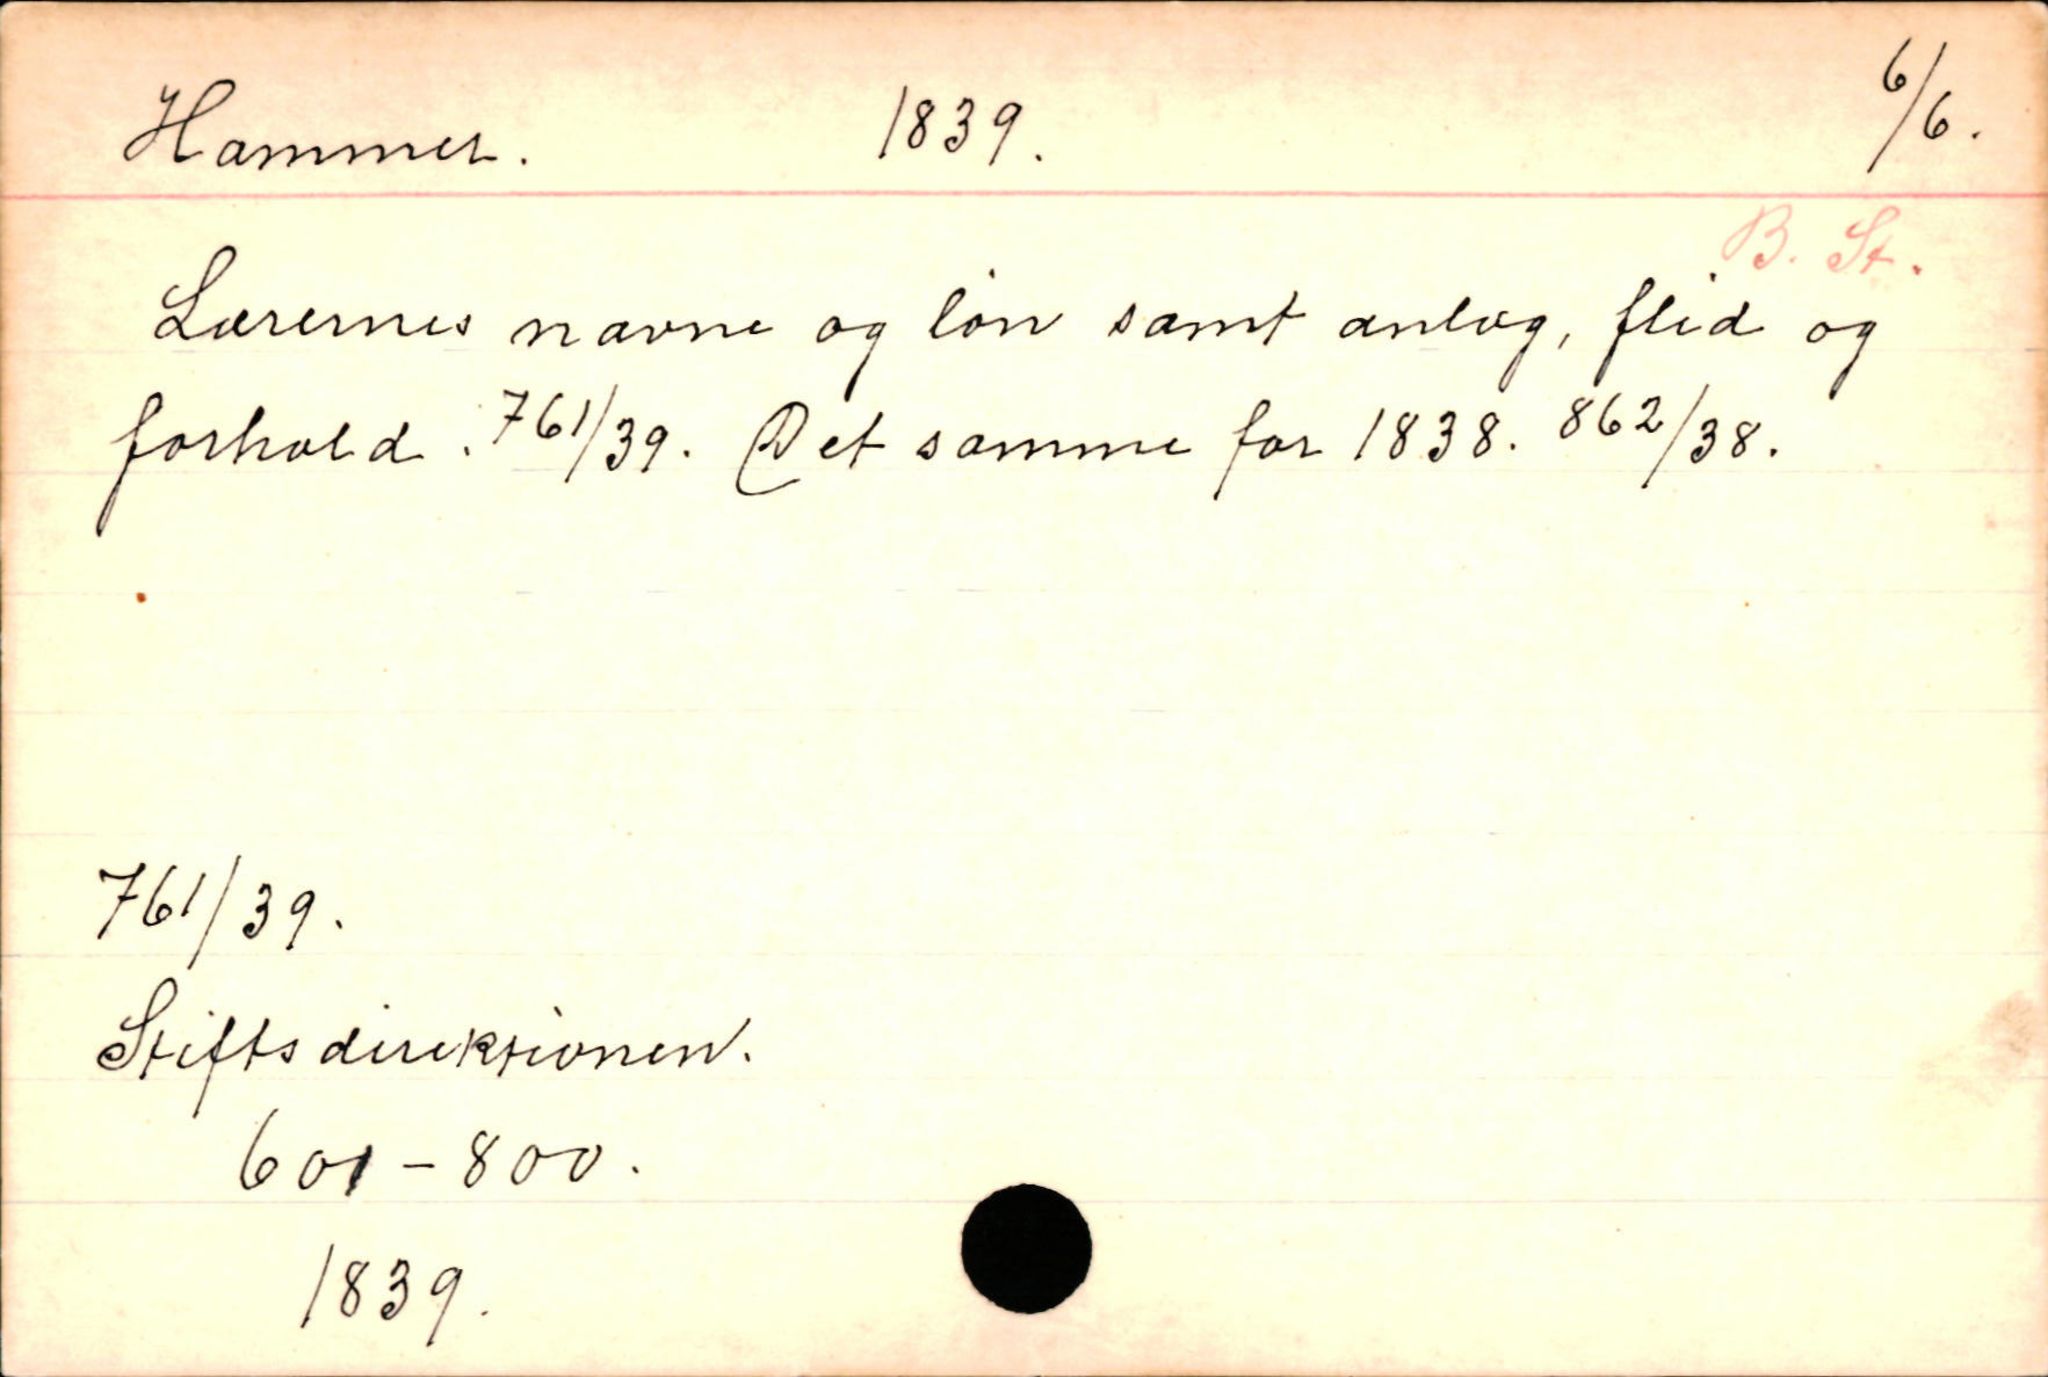 Hammer. 1839. 6/6.
B. St.
Lærernes navne og løn samt anlæg, flid og
forhold. 761/39. Det samme for 1838. 862/38.
761/39.
Stiftsdirektionen.
601-800.
1839.